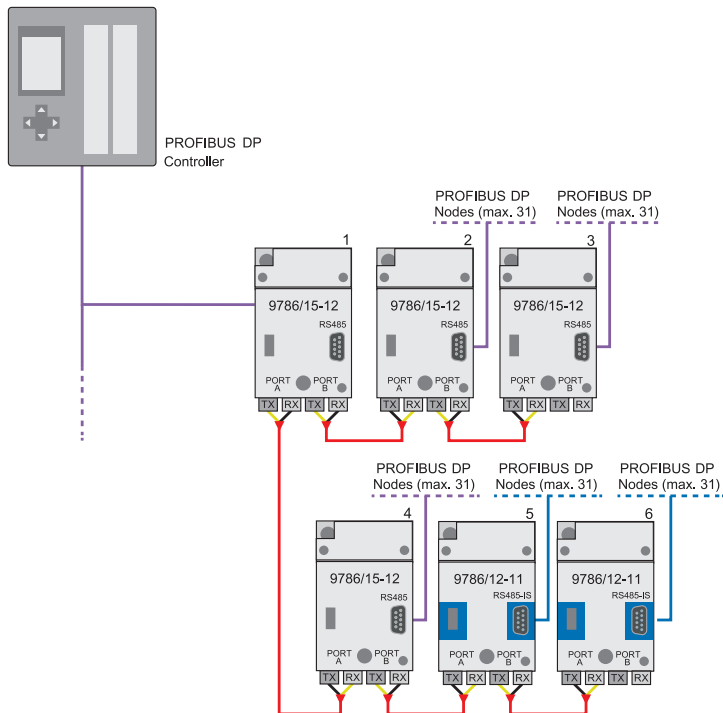 PROFIBUS DP
Controller
PROFIBUS DP
Nodes (max. 31)
PROFIBUS DP
Nodes (max. 31)
1
2
3
9786/15-12
9786/15-12
9786/15-12
RS485
RS485
RS485
PORT A
PORT B
PORT A
PORT B
PORT A
PORT B
TX RX TX RX
TX RX TX RX
TX RX TX RX
PROFIBUS DP
Nodes (max. 31)
PROFIBUS DP
Nodes (max. 31)
PROFIBUS DP
Nodes (max. 31)
4
5
6
9786/15-12
9786/12-11
9786/12-11
RS485
RS485-IS
RS485-IS
PORT A
PORT B
PORT A
PORT B
PORT A
PORT B
TX RX TX RX
TX RX TX RX
TX RX TX RX